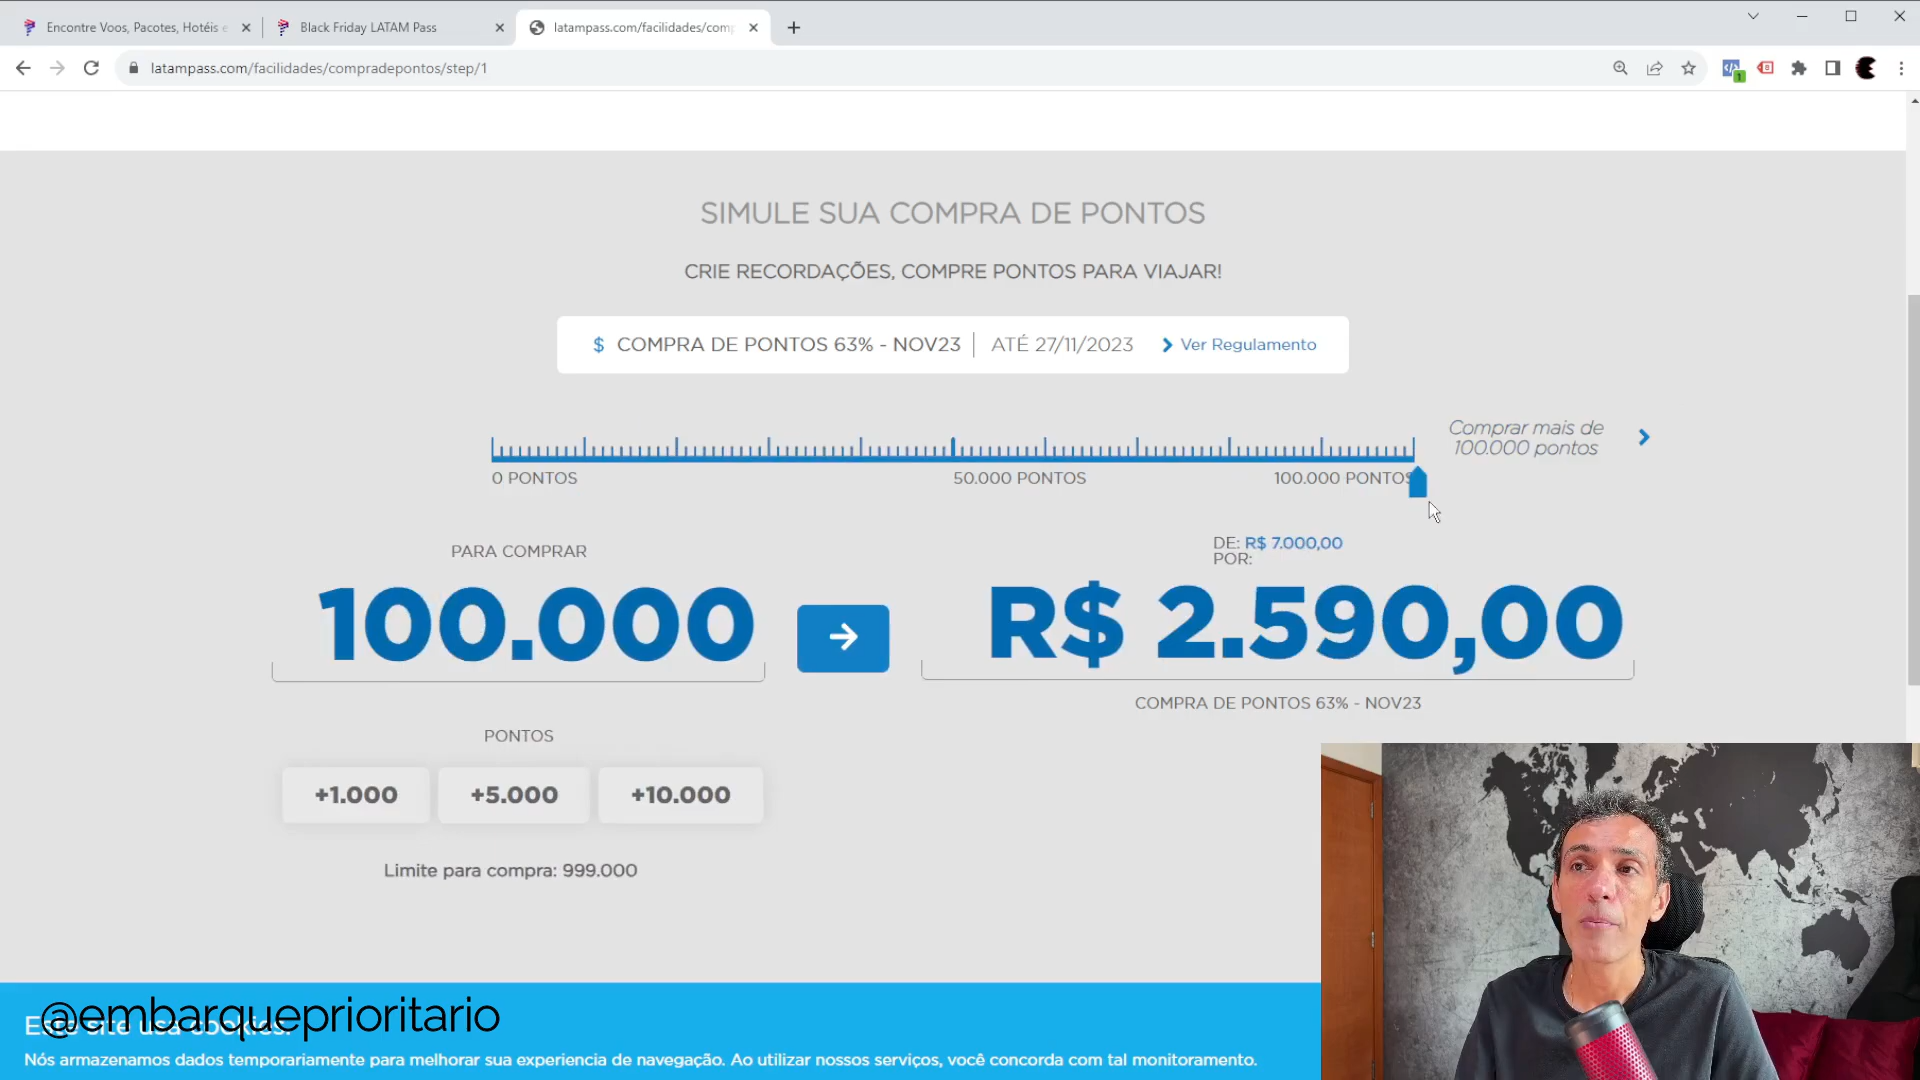 Encontre Voos, Pacotes, Hotéis e
Black Friday LATAM Pass
latampass.com/facilidades/comp
latampass.com/facilidades/compradepontos/step/1
1
SIMULE SUA COMPRA DE PONTOS
CRIE RECORDAÇÕES, COMPRE PONTOS PARA VIAJAR!
$ COMPRA DE PONTOS 63% - NOV23 | ATÉ 27/11/2023 Ver Regulamento
Comprar mais de
100.000 pontos
0 PONTOS 50.000 PONTOS 100.000 PONTOS
PARA COMPRAR
100.000
PONTOS
+1.000 +5.000 +10.000
Limite para compra: 999.000
DE: R$ 7.000,00
POR:
R$ 2.590,00
COMPRA DE PONTOS 63% - NOV23
@embarqueprioritario
Este site usa cookies.
Nós armazenamos dados temporariamente para melhorar sua experiencia de navegação. Ao utilizar nossos serviços, você concorda com tal monitoramento.